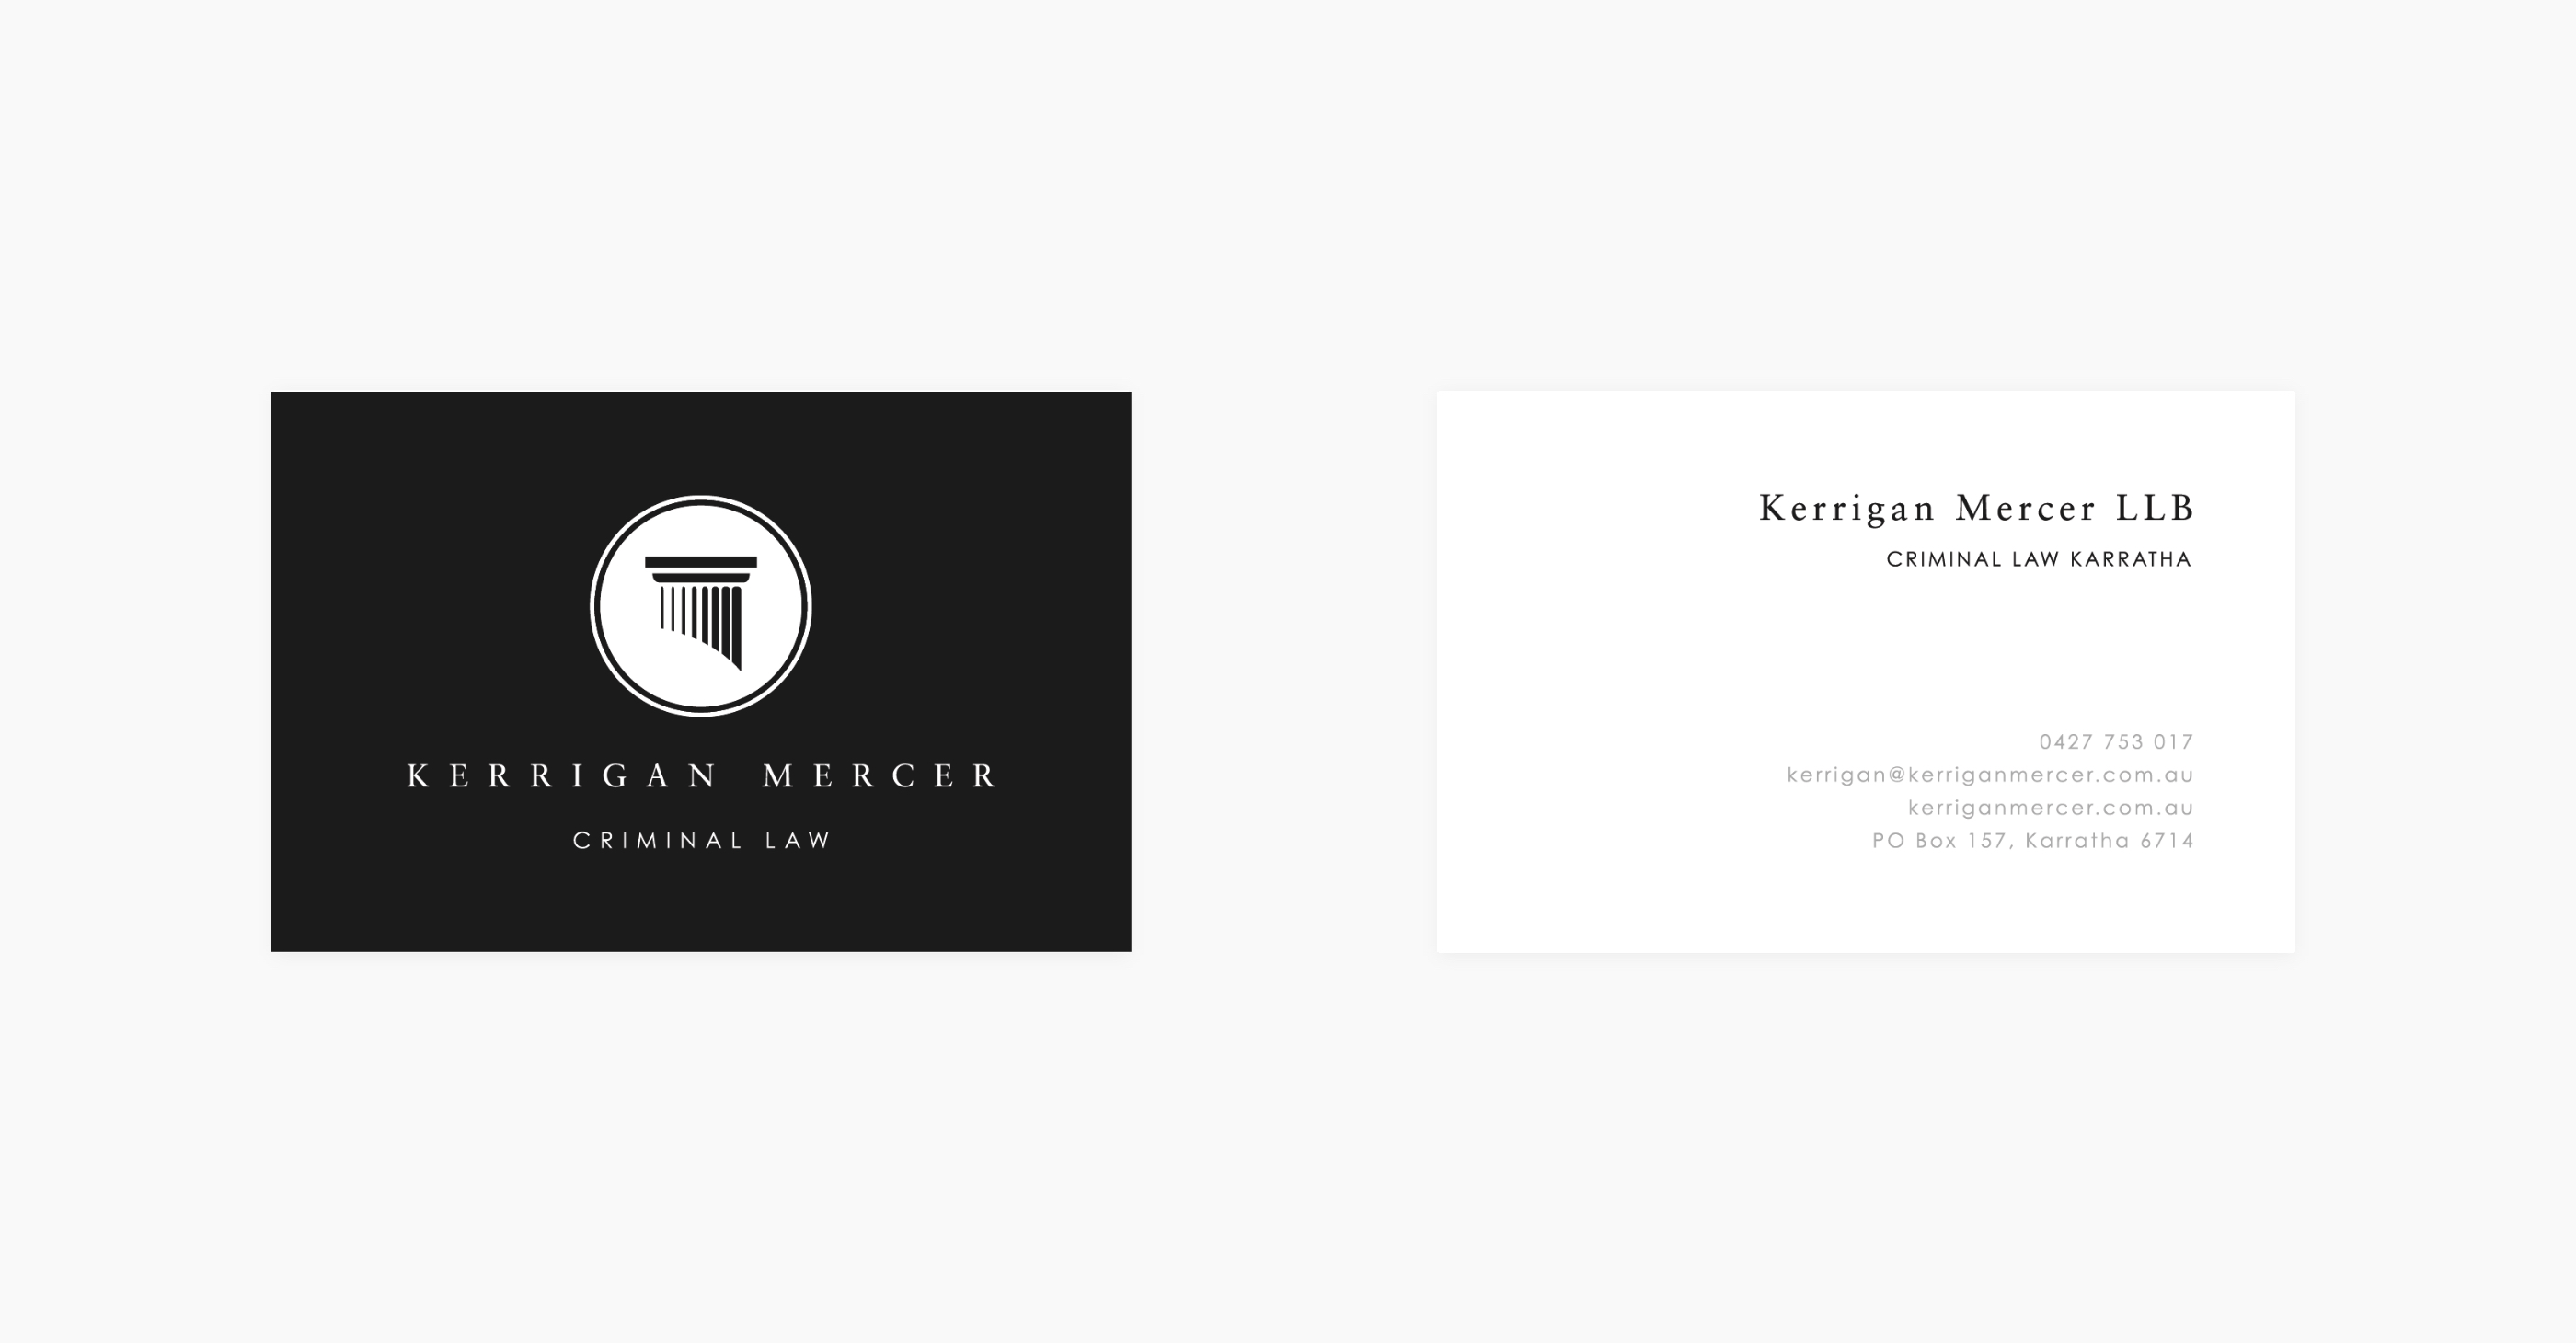 KERRIGAN MERCER
CRIMINAL LAW
Kerrigan Mercer LLB
CRIMINAL LAW KARRATHA
0427 753 017
kerrigan@kerriganmercer.com.au
kerriganmercer.com.au
PO Box 157, Karratha 6714